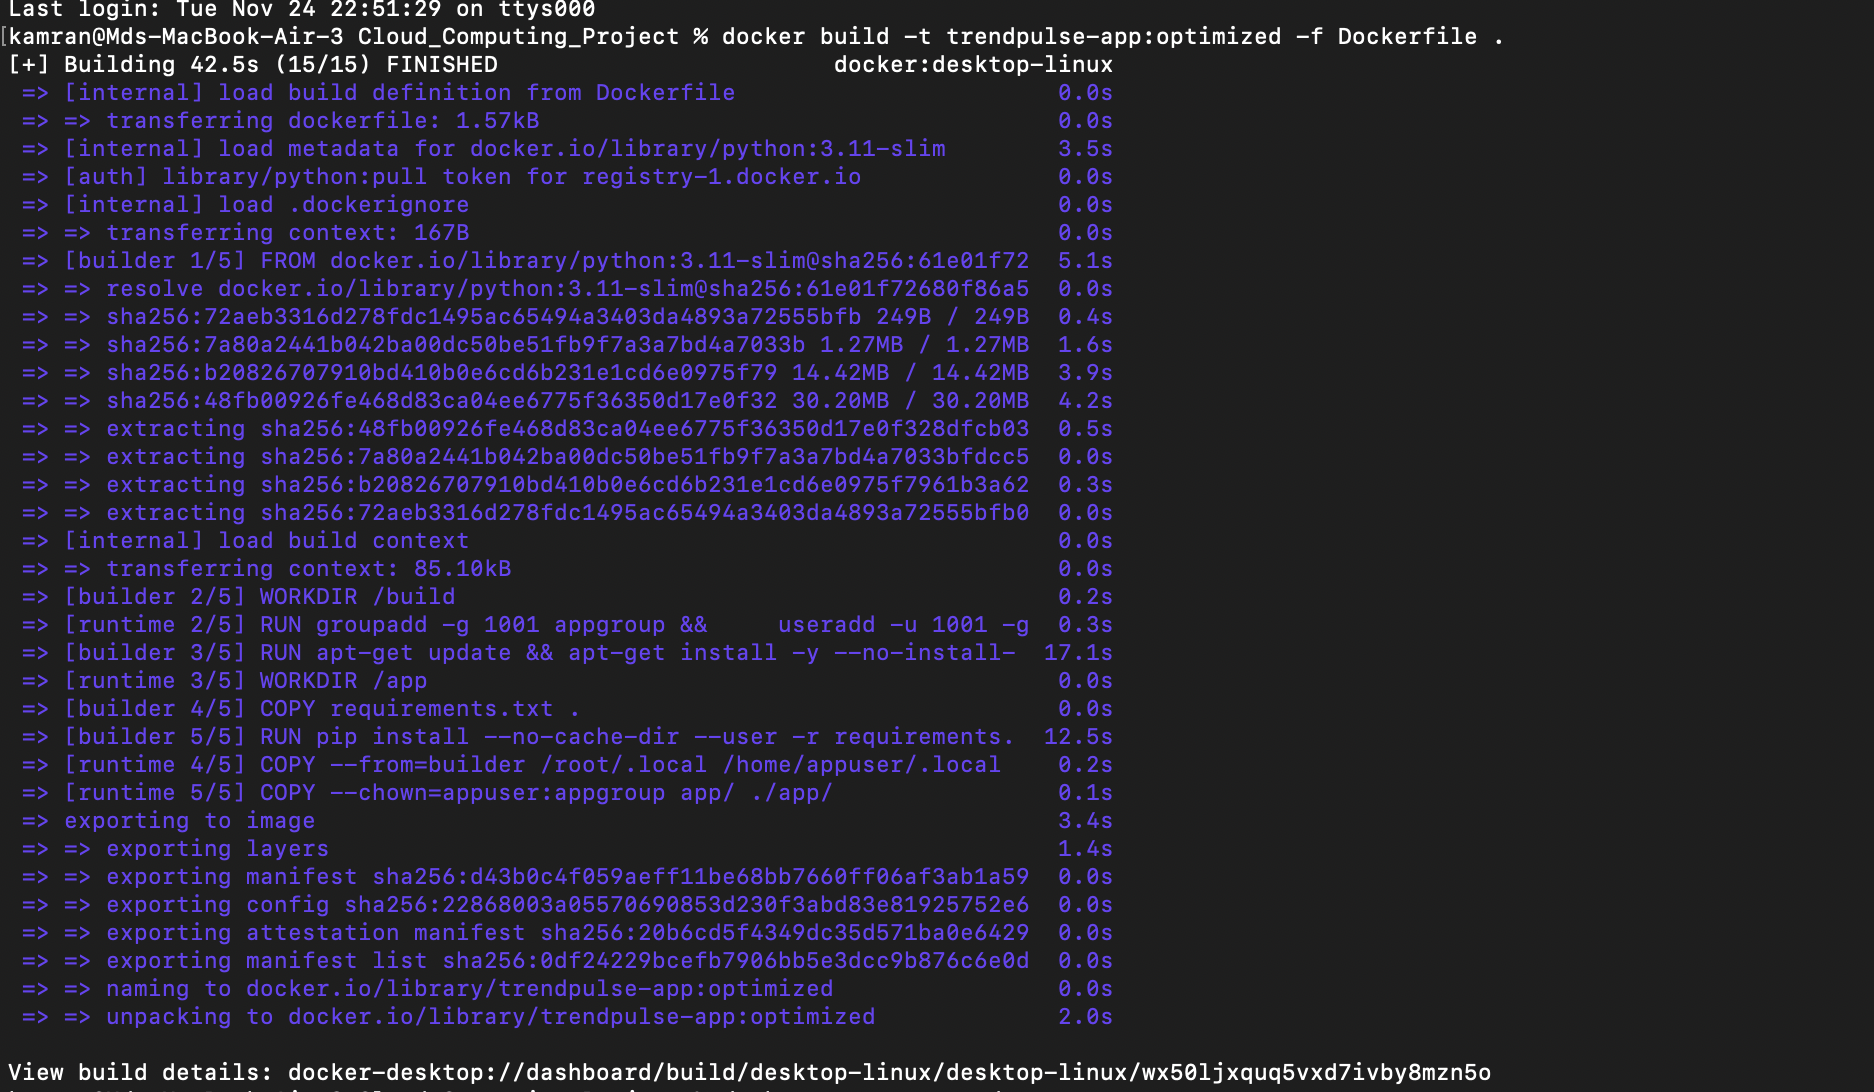 Last login: Tue Nov 24 22:51:29 on ttys000
[kamran@Mds-MacBook-Air-3 Cloud_Computing_Project % docker build -t trendpulse-app:optimized -f Dockerfile .
[+] Building 42.5s (15/15) FINISHED docker:desktop-linux
=> [internal] load build definition from Dockerfile 0.0s
=> => transferring dockerfile: 1.57kB 0.0s
=> [internal] load metadata for docker.io/library/python:3.11-slim 3.5s
=> [auth] library/python:pull token for registry-1.docker.io 0.0s
=> [internal] load .dockerignore 0.0s
=> => transferring context: 167B 0.0s
=> [builder 1/5] FROM docker.io/library/python:3.11-slim@sha256:61e01f72 5.1s
=> => resolve docker.io/library/python:3.11-slim@sha256:61e01f72680f86a5 0.0s
=> => sha256:72aeb3316d278fdc1495ac65494a3403da4893a72555bfb 249B / 249B 0.4s
=> => sha256:7a80a2441b042ba00dc50be51fb9f7a3a7bd4a7033b 1.27MB / 1.27MB 1.6s
=> => sha256:b20826707910bd410b0e6cd6b231e1cd6e0975f79 14.42MB / 14.42MB 3.9s
=> => sha256:48fb00926fe468d83ca04ee6775f36350d17e0f32 30.20MB / 30.20MB 4.2s
=> => extracting sha256:48fb00926fe468d83ca04ee6775f36350d17e0f328dfcb03 0.5s
=> => extracting sha256:7a80a2441b042ba00dc50be51fb9f7a3a7bd4a7033bfdcc5 0.0s
=> => extracting sha256:b20826707910bd410b0e6cd6b231e1cd6e0975f7961b3a62 0.3s
=> => extracting sha256:72aeb3316d278fdc1495ac65494a3403da4893a72555bfb0 0.0s
=> [internal] load build context 0.0s
=> => transferring context: 85.10kB 0.0s
=> [builder 2/5] WORKDIR /build 0.2s
=> [runtime 2/5] RUN groupadd -g 1001 appgroup && useradd -u 1001 -g 0.3s
=> [builder 3/5] RUN apt-get update && apt-get install -y --no-install- 17.1s
=> [runtime 3/5] WORKDIR /app 0.0s
=> [builder 4/5] COPY requirements.txt . 0.0s
=> [builder 5/5] RUN pip install --no-cache-dir --user -r requirements. 12.5s
=> [runtime 4/5] COPY --from=builder /root/.local /home/appuser/.local 0.2s
=> [runtime 5/5] COPY --chown=appuser:appgroup app/ ./app/ 0.1s
=> exporting to image 3.4s
=> => exporting layers 1.4s
=> => exporting manifest sha256:d43b0c4f059aeff11be68bb7660ff06af3ab1a59 0.0s
=> => exporting config sha256:22868003a05570690853d230f3abd83e81925752e6 0.0s
=> => exporting attestation manifest sha256:20b6cd5f4349dc35d571ba0e6429 0.0s
=> => exporting manifest list sha256:0df24229bcefb7906bb5e3dcc9b876c6e0d 0.0s
=> => naming to docker.io/library/trendpulse-app:optimized 0.0s
=> => unpacking to docker.io/library/trendpulse-app:optimized 2.0s
View build details: docker-desktop://dashboard/build/desktop-linux/desktop-linux/wx50ljxquq5vxd7ivby8mzn5o